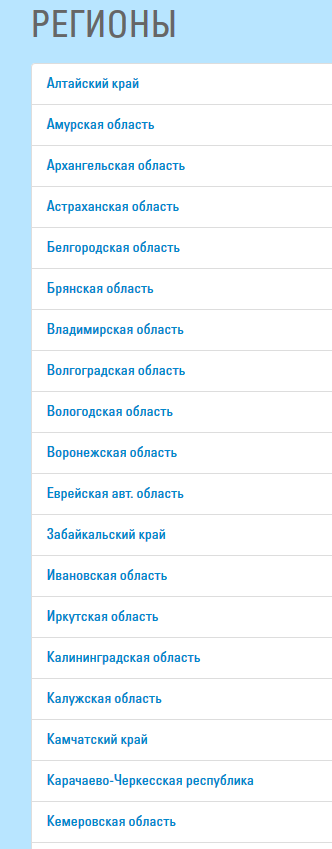 РЕГИОНЫ
Алтайский край
Амурская область
Архангельская область
Астраханская область
Белгородская область
Брянская область
Владимирская область
Волгоградская область
Вологодская область
Воронежская область
Еврейская авт. область
Забайкальский край
Ивановская область
Иркутская область
Калининградская область
Калужская область
Камчатский край
Карачаево-Черкесская республика
Кемеровская область